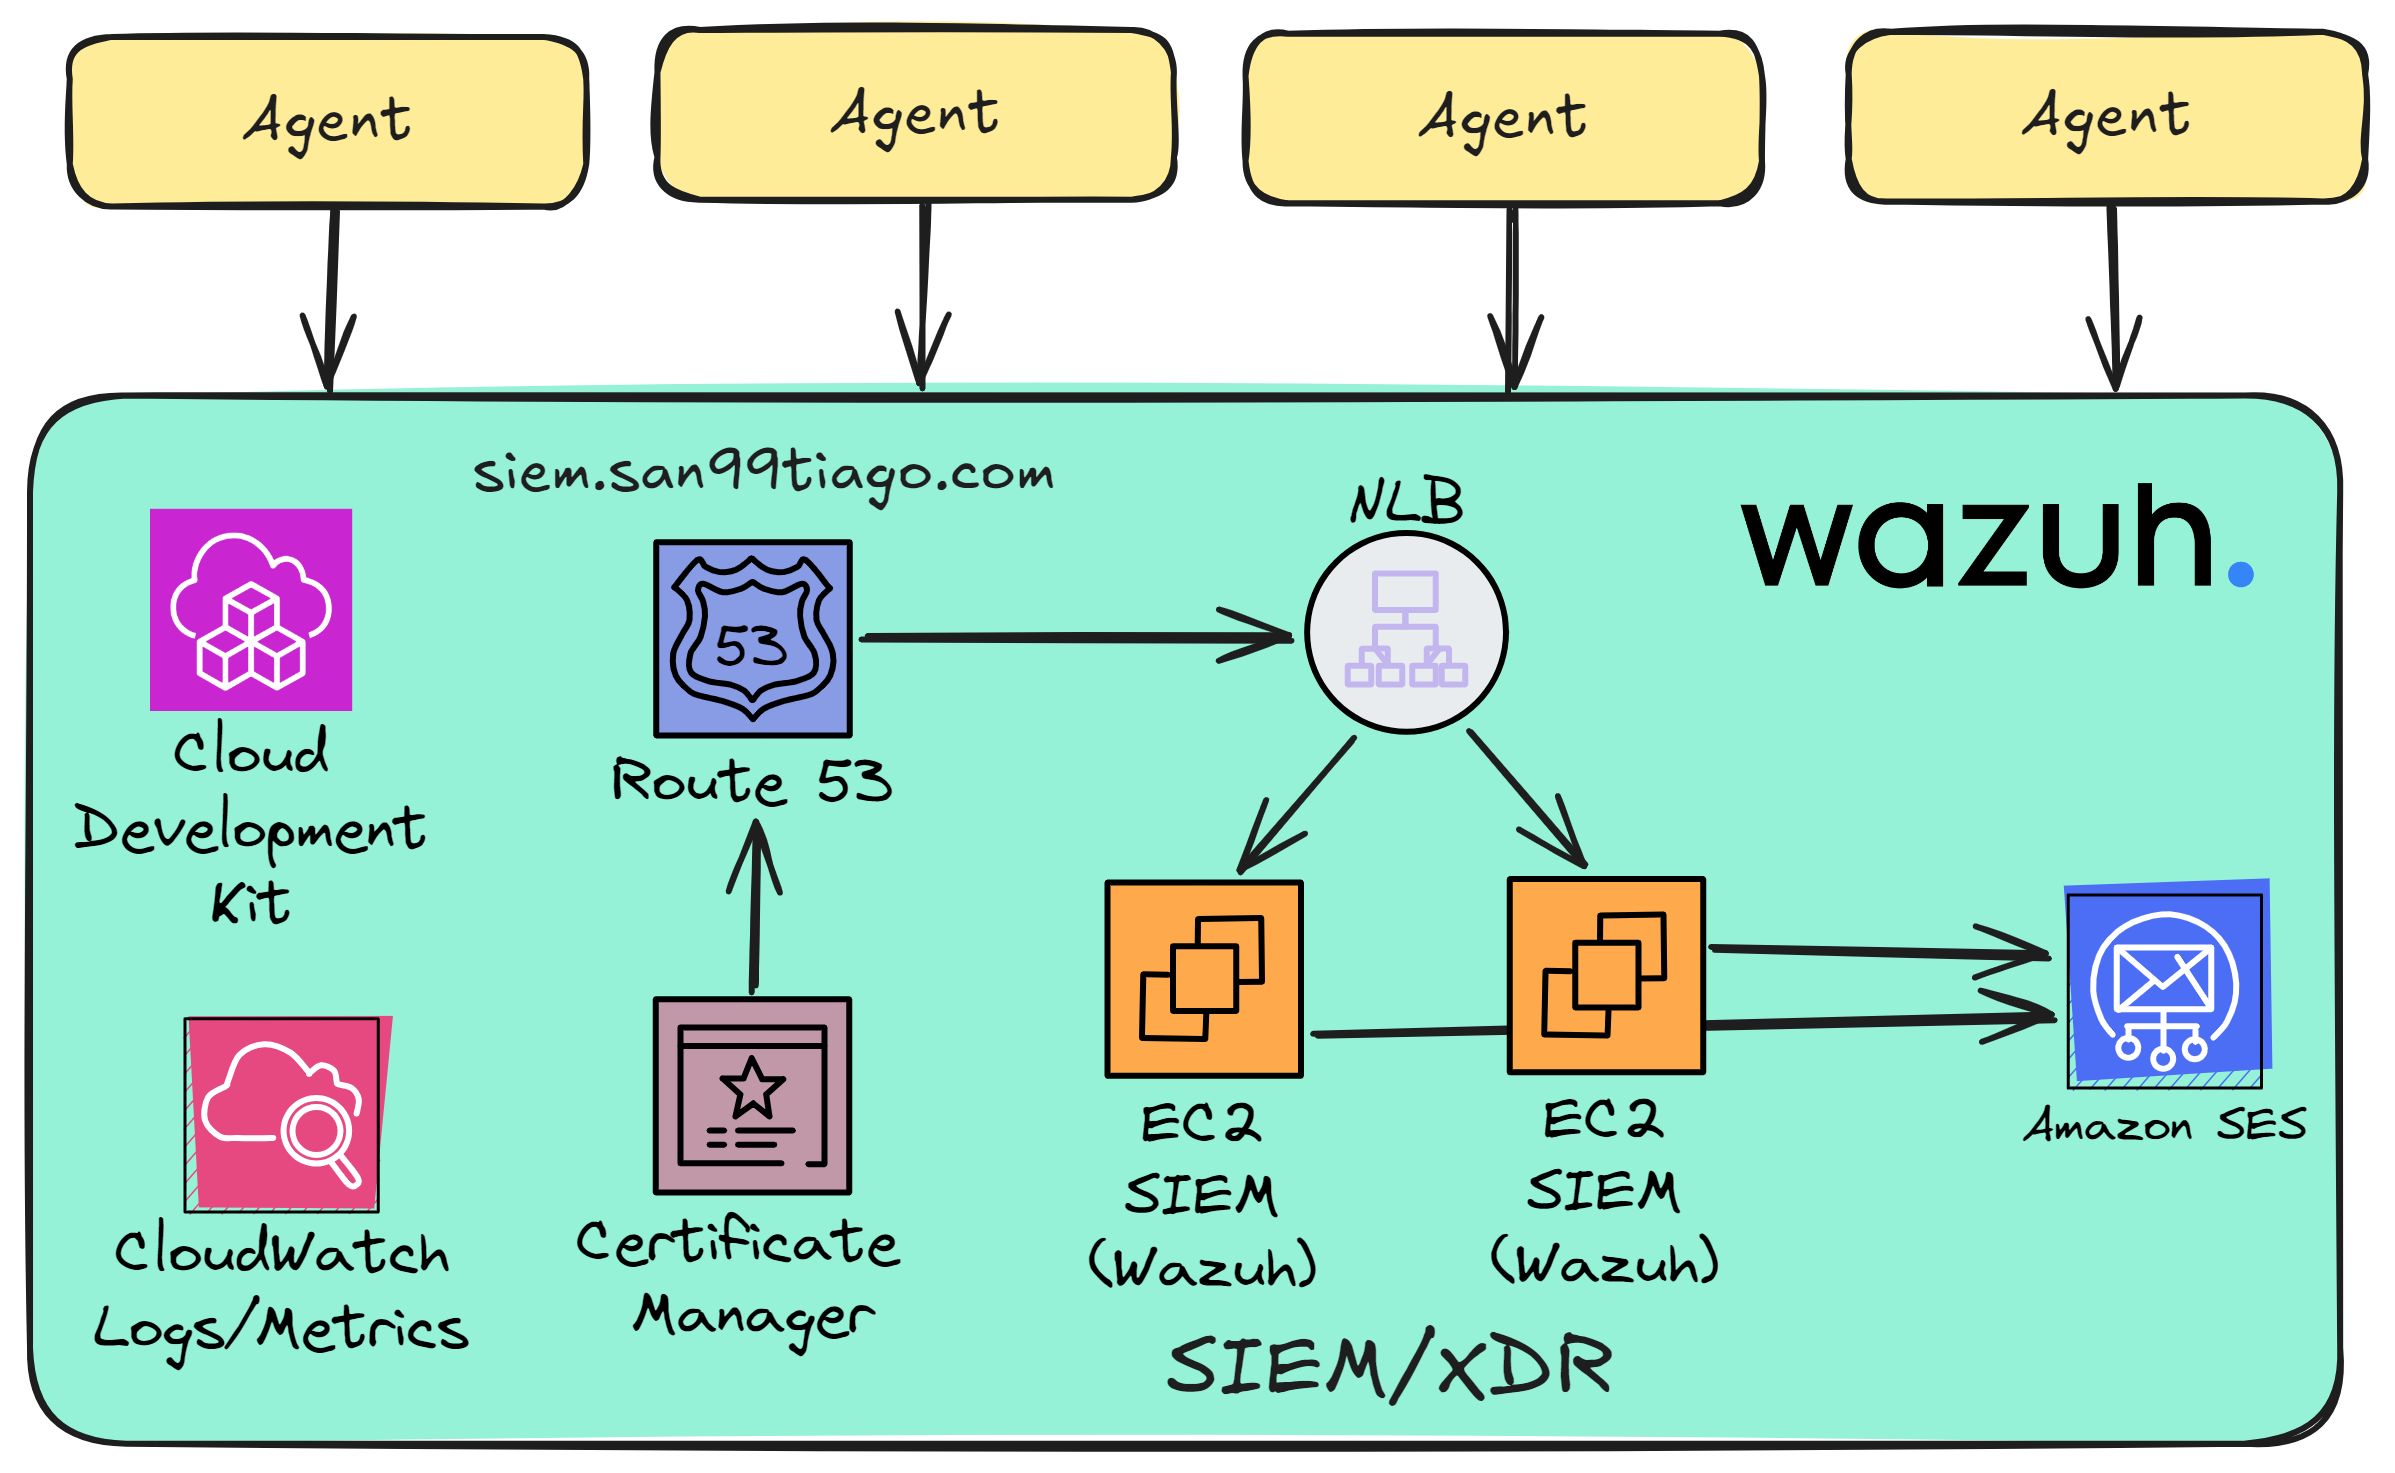 Agent
Agent
Agent
Agent
siem.san99tiago.com
NLB
wazuh.
53
Cloud
Development
Kit
Route 53
CloudWatch
Logs/Metrics
Certificate
Manager
EC2
SIEM
(Wazuh)
EC2
SIEM
(Wazuh)
Amazon SES
SIEM/XDR